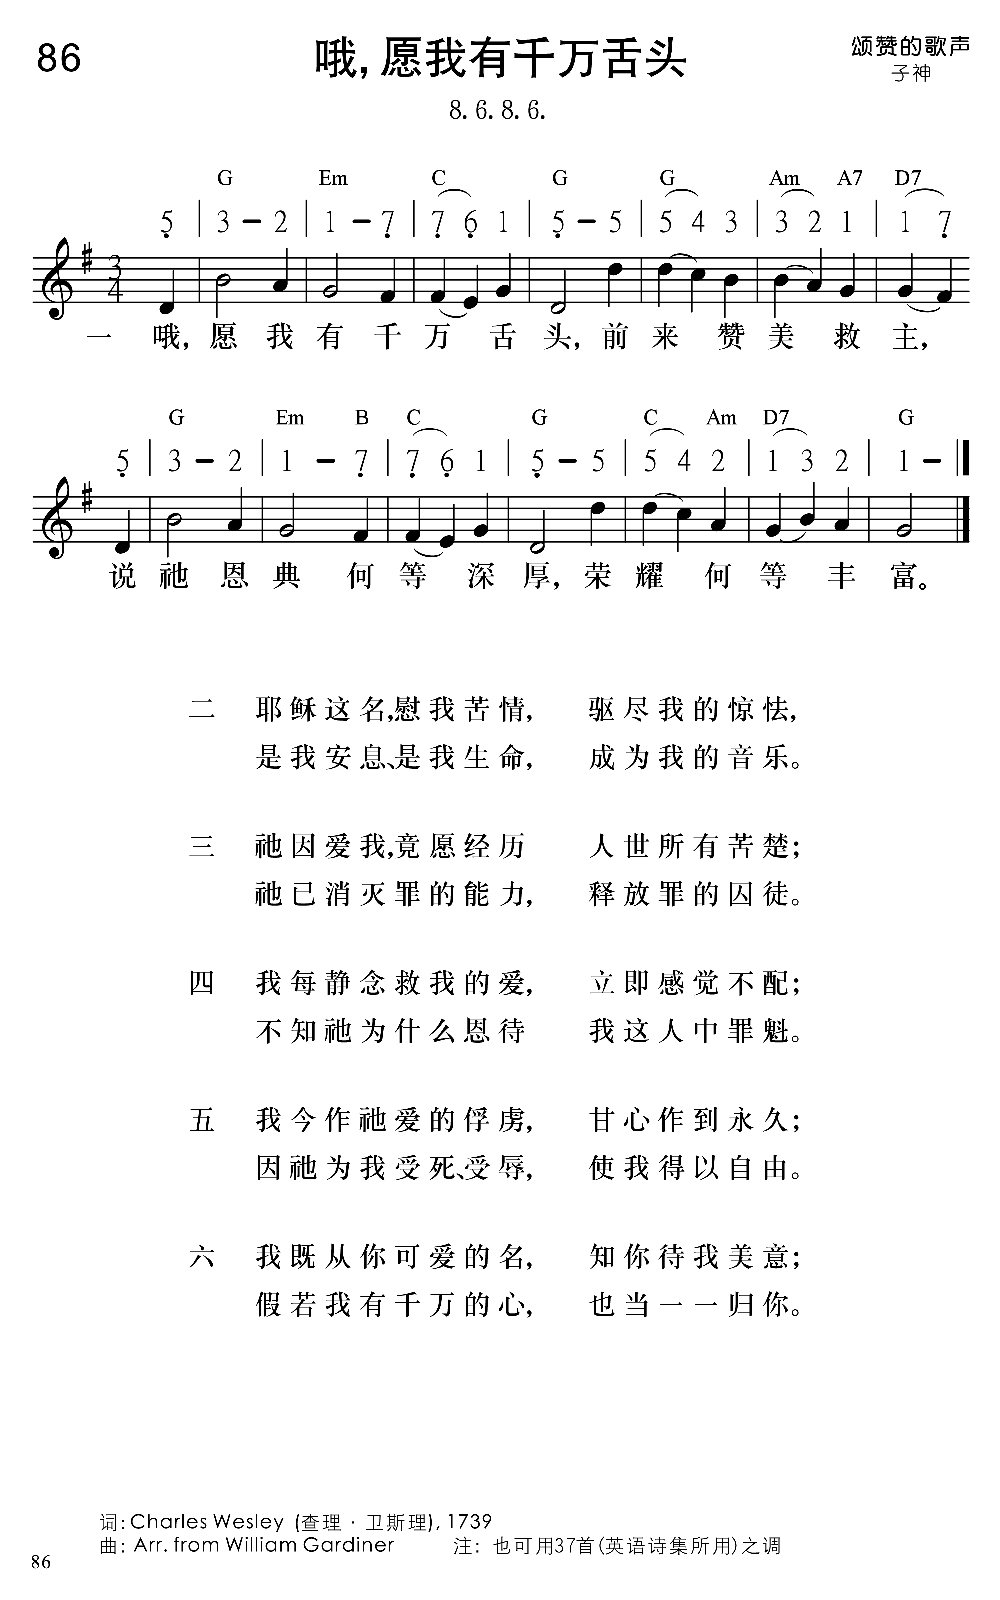 86
哦,愿我有千万舌头
颂赞的歌声
子神
8.6.8.6.
G Em C G G Am A7 D7
5 | 3 - 2 | 1 - 7 | 7 6 1 | 5 - 5 | 5 4 3 | 3 2 1 | 1 7
3
4
一 哦,愿我有千万舌头,前来赞美救主,
G Em B C G C Am D7 G
5 | 3 - 2 | 1 - 7 | 7 6 1 | 5 - 5 | 5 4 2 | 1 3 2 | 1 - ‖
说祂恩典何等深厚,荣耀何等丰富。
二 耶稣这名,慰我苦情, 驱尽我的惊怯,
是我安息、是我生命, 成为我的音乐。
三 祂因爱我,竟愿经历 人世所有苦楚;
祂已消灭罪的能力, 释放罪的囚徒。
四 我每静念救我的爱, 立即感觉不配;
不知祂为什么恩待 我这人中罪魁。
五 我今作祂爱的俘虏, 甘心作到永久;
因祂为我受死、受辱, 使我得以自由。
六 我既从你可爱的名, 知你待我美意;
假若我有千万的心, 也当一一归你。
词: Charles Wesley (查理·卫斯理), 1739
曲: Arr. from William Gardiner 注: 也可用37首(英语诗集所用)之调
86